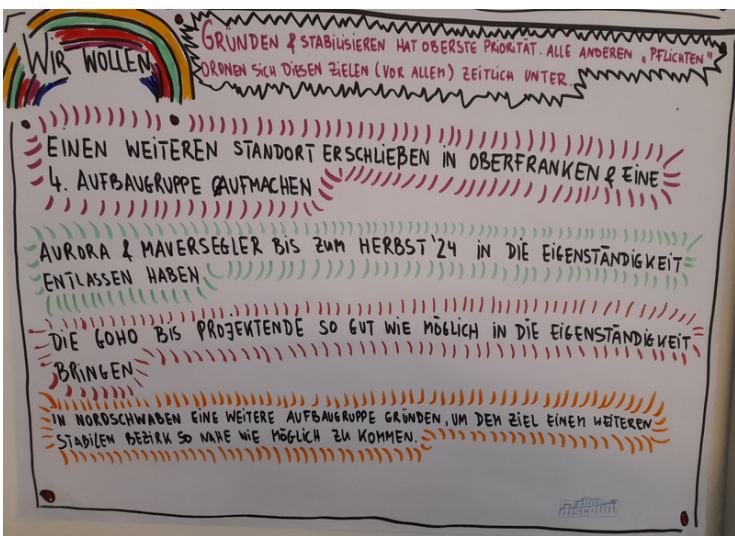 WIR WOLLEN
GRÜNDEN & STABILISIEREN HAT OBERSTE PRIORITÄT. ALLE ANDEREN „PFLICHTEN"
ORDNEN SICH DIESEN ZIELEN (VOR ALLEM) ZEITLICH UNTER.
EINEN WEITEREN STANDORT ERSCHLIEßEN IN OBERFRANKEN & EINE
4. AUFBAUGRUPPE AUFMACHEN
AURORA & MAUERSEGLER BIS ZUM HERBST '24 IN DIE EIGENSTÄNDIGKEIT
ENTLASSEN HABEN
DIE GOHO BIS PROJEKTENDE SO GUT WIE MÖGLICH IN DIE EIGENSTÄNDIGKEIT
BRINGEN
IN NORDSCHWABEN EINE WEITERE AUFBAUGRUPPE GRÜNDEN, UM DEM ZIEL EINEM WEITEREN
STABILEN BEZIRK SO NAHE WIE MÖGLICH ZU KOMMEN.
discount